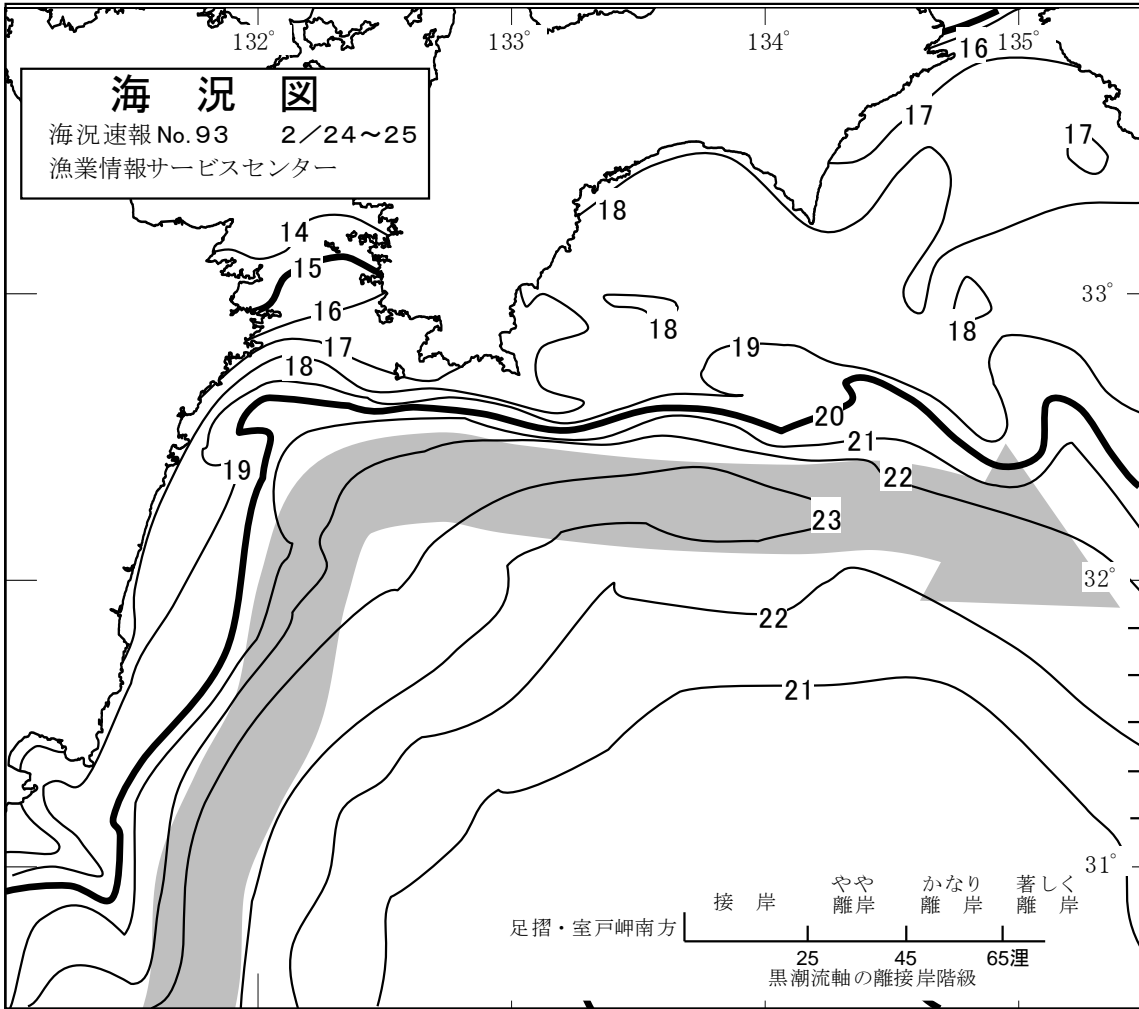 132° 133° 134° 135°
海況図
海況速報No.93 2／24～25
漁業情報サービスセンター
16
17
17
18
14
15
16
33°
18
18
17
19
18
20
21
19
22
23
32°
22
21
31°
接岸 やや離岸 かなり離岸 著しく離岸
足摺・室戸岬南方
25 45 65浬
黒潮流軸の離接岸階級